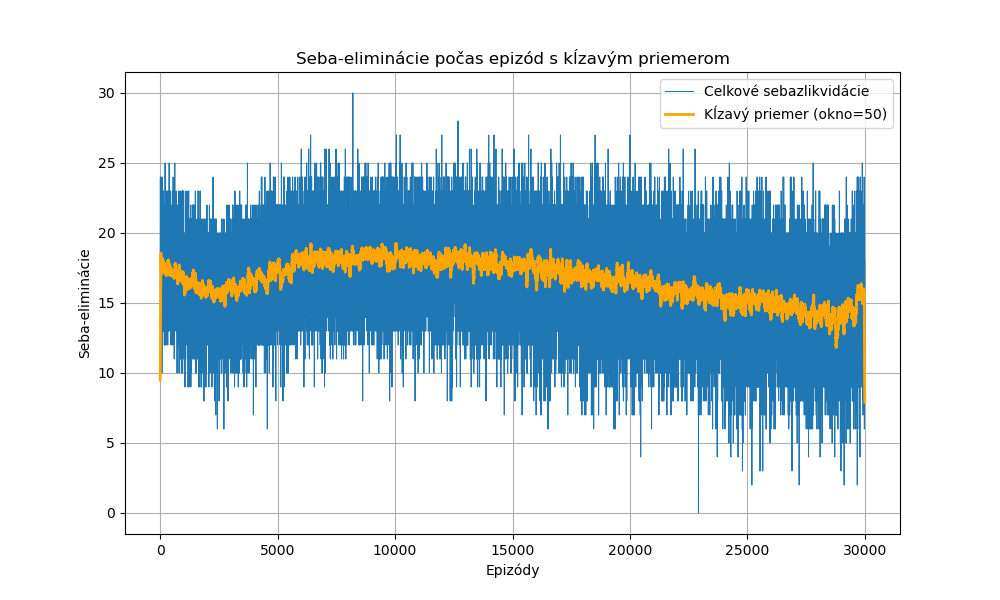 Seba-eliminácie počas epizód s kĺzavým priemerom
Celkové sebazlikvidácie
Kĺzavý priemer (okno=50)
Seba-eliminácie
30
25
20
15
10
5
0
0 5000 10000 15000 20000 25000 30000
Epizódy